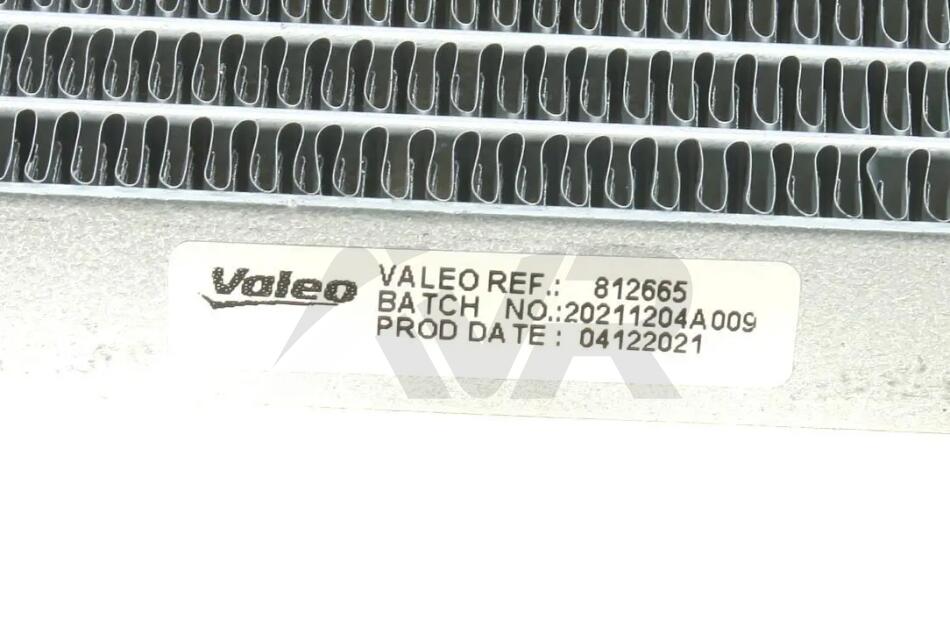 Valeo
VALEO REF.: 812665
BATCH NO.:20211204A009
PROD DATE : 04122021